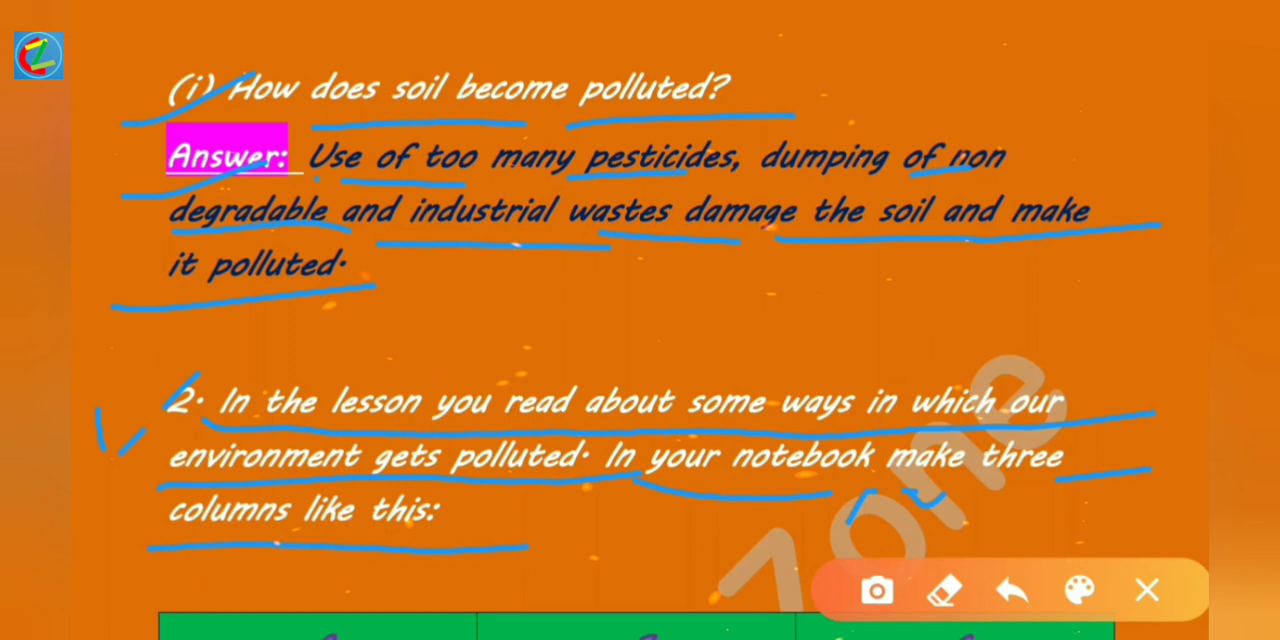 (i) How does soil become polluted?
Answer: Use of too many pesticides, dumping of non
degradable and industrial wastes damage the soil and make
it polluted.
2. In the lesson you read about some ways in which our
environment gets polluted. In your notebook make three
columns like this:
Zone